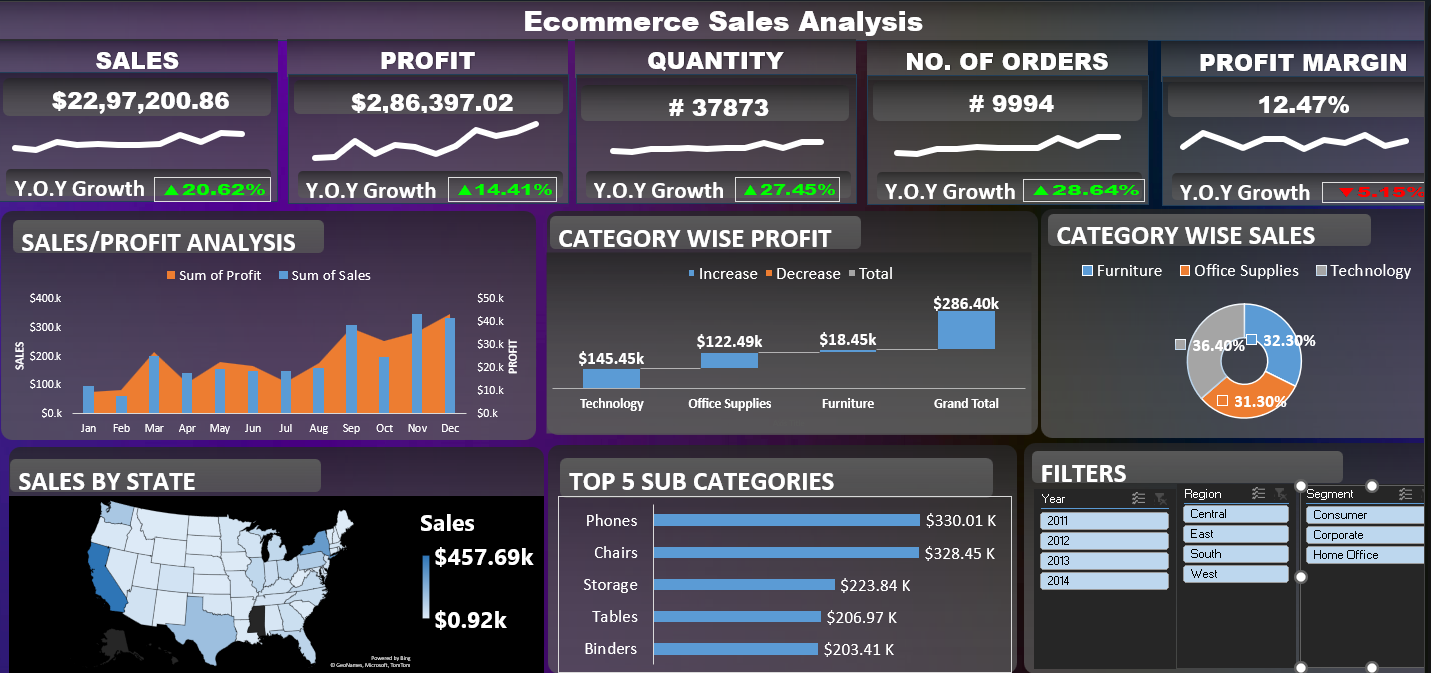 Ecommerce Sales Analysis
SALES
$22,97,200.86
Y.O.Y Growth ▲20.62%
PROFIT
$2,86,397.02
Y.O.Y Growth ▲14.41%
QUANTITY
# 37873
Y.O.Y Growth ▲27.45%
NO. OF ORDERS
# 9994
Y.O.Y Growth ▲28.64%
PROFIT MARGIN
12.47%
Y.O.Y Growth
SALES/PROFIT ANALYSIS
Sum of Profit Sum of Sales
SALES
$400.k
$300.k
$200.k
$100.k
$0.k
$50.k
$40.k
$30.k
$20.k
$10.k
$0.k
PROFIT
Jan Feb Mar Apr May Jun Jul Aug Sep Oct Nov Dec
CATEGORY WISE PROFIT
Increase Decrease Total
$145.45k
$122.49k
$18.45k
$286.40k
Technology Office Supplies Furniture Grand Total
CATEGORY WISE SALES
Furniture Office Supplies Technology
36.40%
32.30%
31.30%
SALES BY STATE
Sales
$457.69k
$0.92k
Powered by Bing
© GeoNames, Microsoft, TomTom
TOP 5 SUB CATEGORIES
Phones $330.01 K
Chairs $328.45 K
Storage $223.84 K
Tables $206.97 K
Binders $203.41 K
FILTERS
Year
2011
2012
2013
2014
Region
Central
East
South
West
Segment
Consumer
Corporate
Home Office